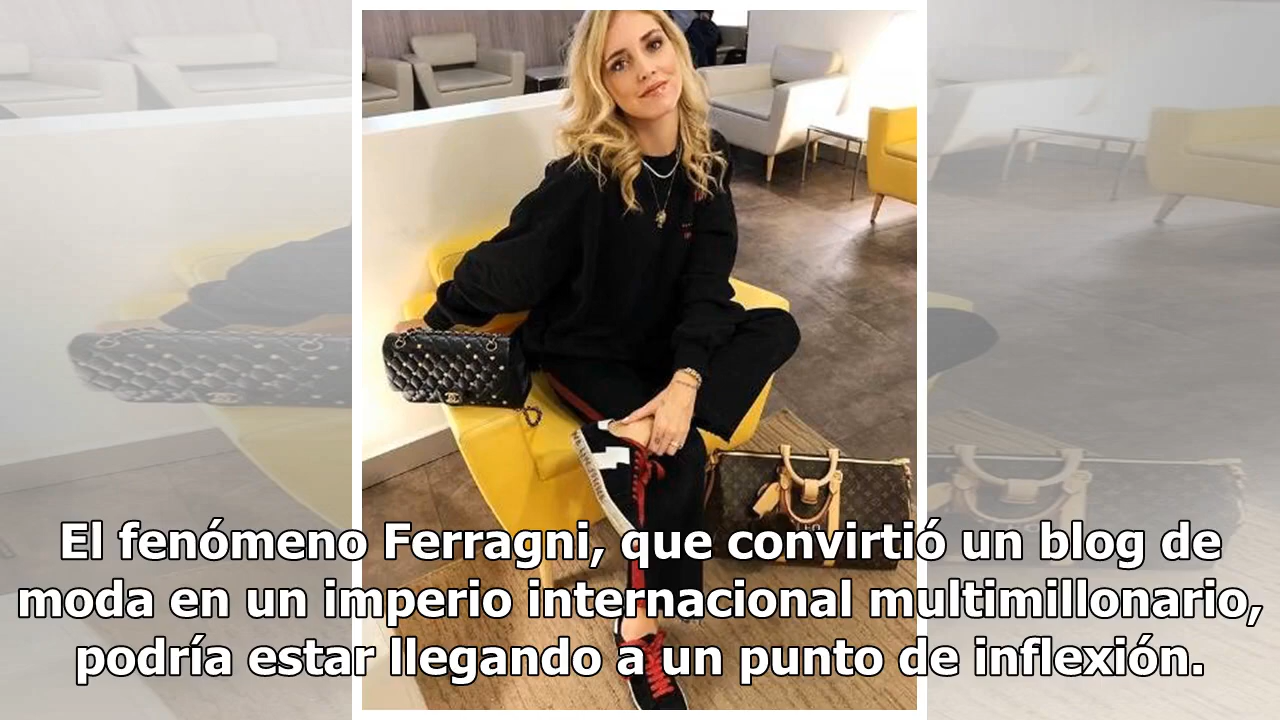 El fenómeno Ferragni, que convirtió un blog de
moda en un imperio internacional multimillonario,
podría estar llegando a un punto de inflexión.